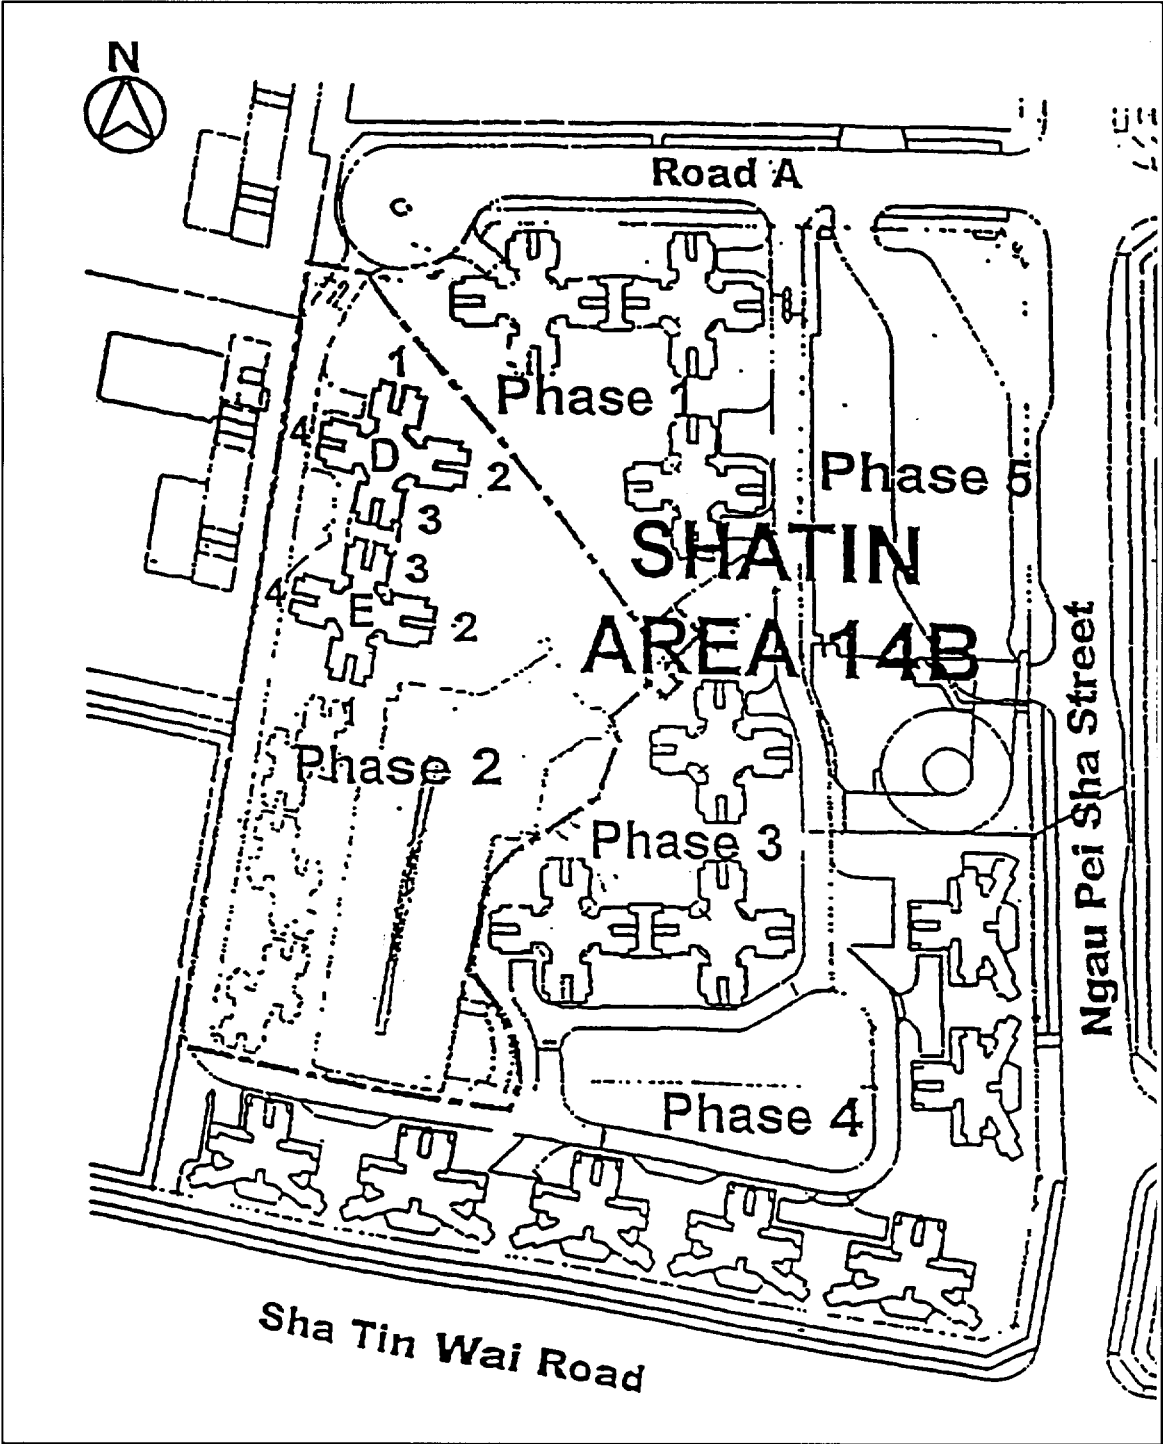 N
Road A
Phase 1
1
4
D
2
3
3
4
E
2
1
Phase 5
SHATIN
AREA 14B
Phase 2
Phase 3
Phase 4
Ngau Pei Sha Street
Sha Tin Wai Road